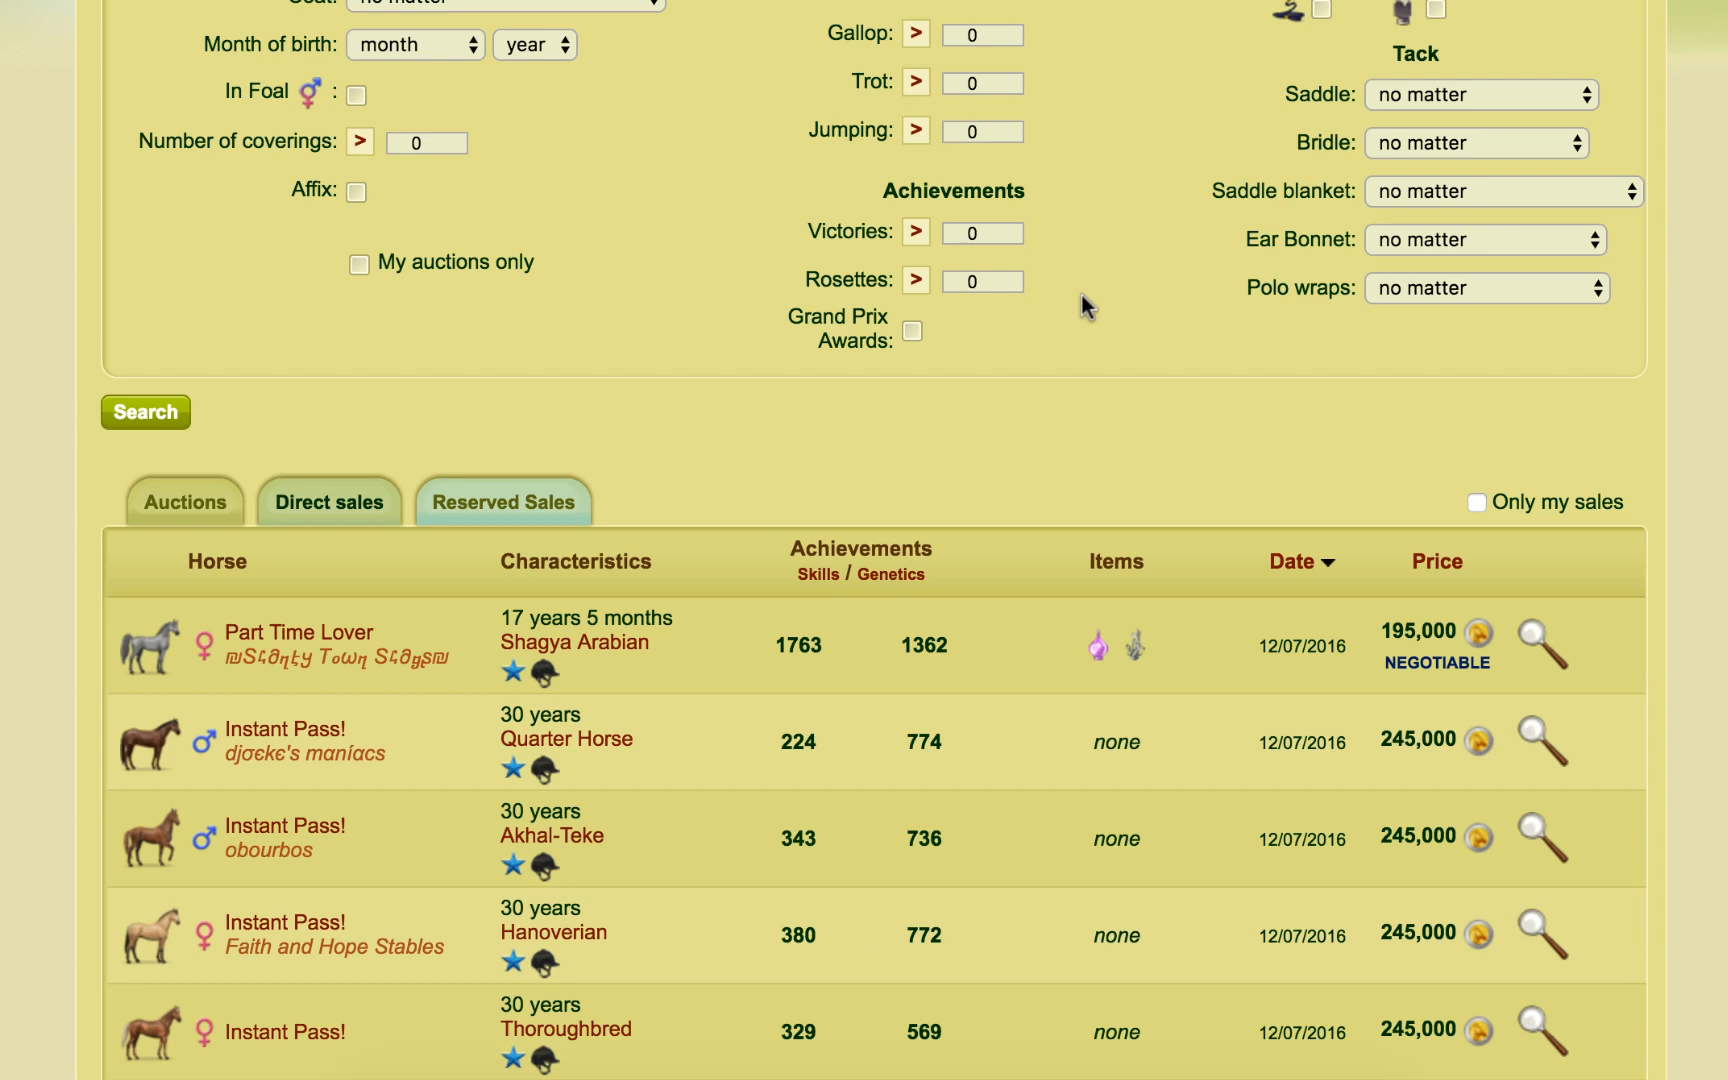 no matter
Month of birth: month year
In Foal :
Number of coverings: > 0
Affix:
My auctions only
Gallop: > 0
Trot: > 0
Jumping: > 0
Achievements
Victories: > 0
Rosettes: > 0
Grand Prix
Awards:
Tack
Saddle: no matter
Bridle: no matter
Saddle blanket: no matter
Ear Bonnet: no matter
Polo wraps: no matter
Search
Auctions Direct sales Reserved Sales
Only my sales
Horse Characteristics Achievements Items Date Price
Skills / Genetics
Part Time Lover
17 years 5 months
Shagya Arabian
1763 1362 12/07/2016 195,000
NEGOTIABLE
Instant Pass!
djσєkє's mαníαcs
30 years
Quarter Horse
224 774 none 12/07/2016 245,000
Instant Pass!
obourbos
30 years
Akhal-Teke
343 736 none 12/07/2016 245,000
Instant Pass!
Faith and Hope Stables
30 years
Hanoverian
380 772 none 12/07/2016 245,000
Instant Pass!
30 years
Thoroughbred
329 569 none 12/07/2016 245,000